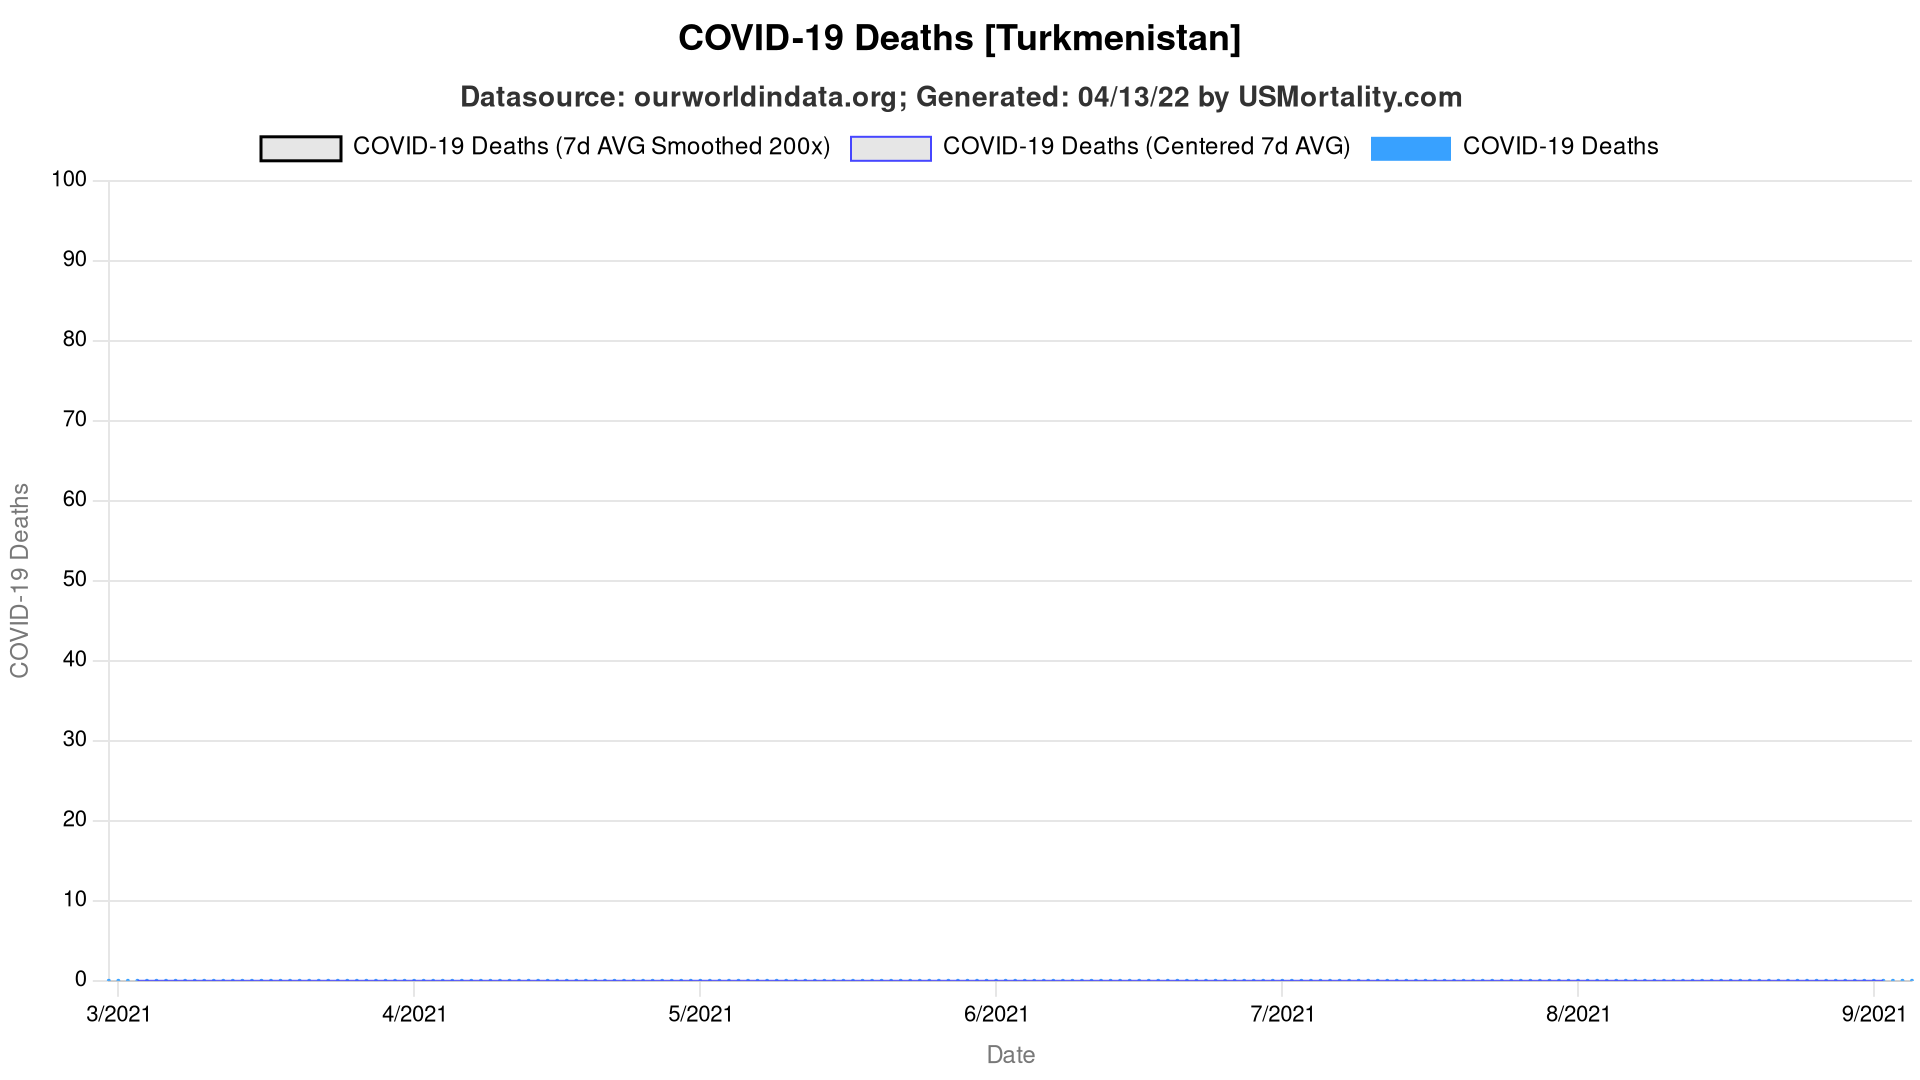 COVID-19 Deaths [Turkmenistan]
Datasource: ourworldindata.org; Generated: 04/13/22 by USMortality.com
COVID-19 Deaths (7d AVG Smoothed 200x) COVID-19 Deaths (Centered 7d AVG) COVID-19 Deaths
100
90
80
70
60
50
40
30
20
10
0
COVID-19 Deaths
3/2021 4/2021 5/2021 6/2021 7/2021 8/2021 9/2021
Date